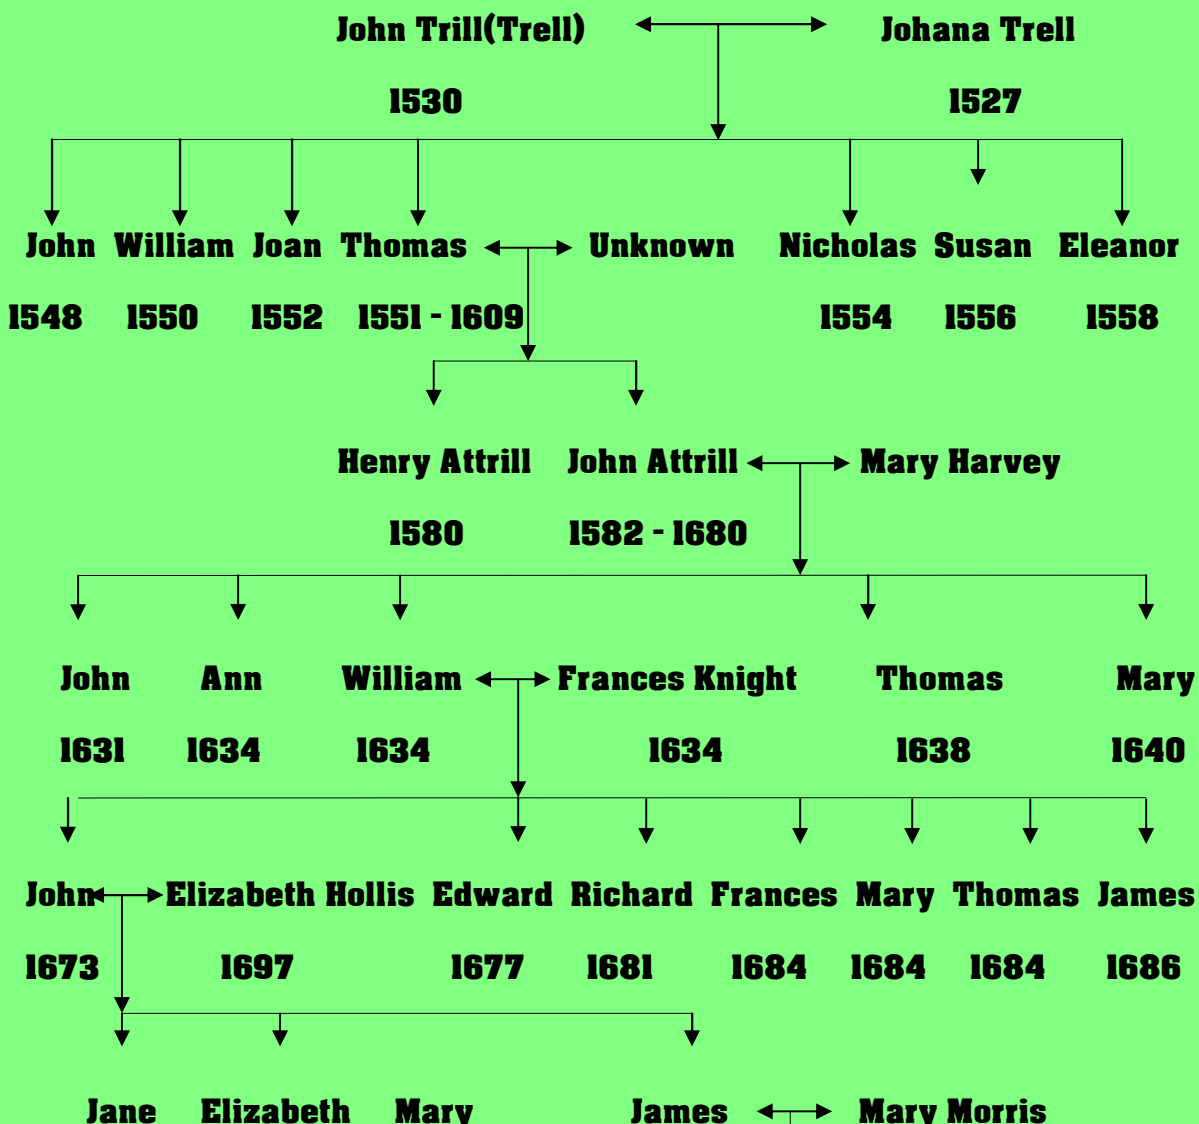 John Trill(Trell) Johana Trell
1530 1527
John William Joan Thomas Unknown Nicholas Susan Eleanor
1548 1550 1552 1551 - 1609 1554 1556 1558
Henry Attrill John Attrill Mary Harvey
1580 1582 - 1680
John Ann William Frances Knight Thomas Mary
1631 1634 1634 1634 1638 1640
John Elizabeth Hollis Edward Richard Frances Mary Thomas James
1673 1697 1677 1681 1684 1684 1684 1686
Jane Elizabeth Mary James Mary Morris